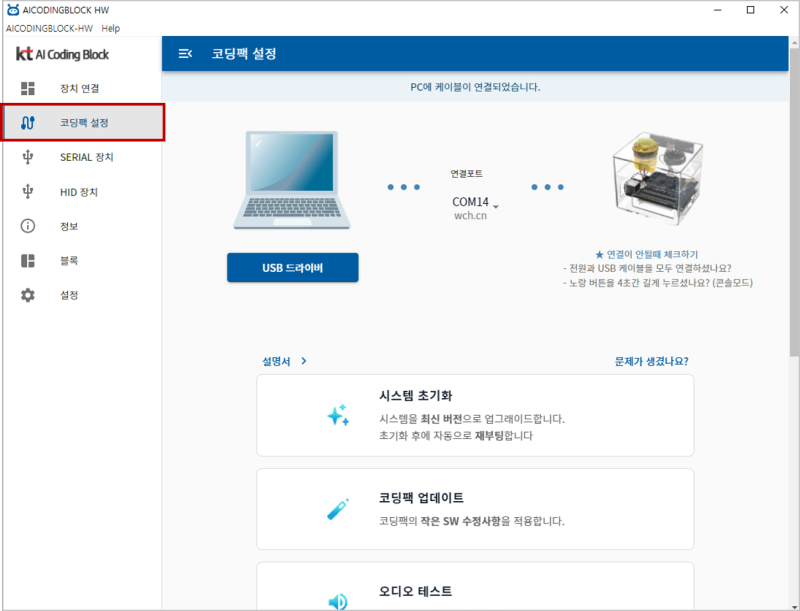 AICODINGBLOCK HW
AICODINGBLOCK-HW Help
kt AI Coding Block
장치 연결
코딩팩 설정
SERIAL 장치
HID 장치
정보
블록
설정
코딩팩 설정
PC에 케이블이 연결되었습니다.
연결포트
COM14
wch.cn
USB 드라이버
★ 연결이 안될때 체크하기
- 전원과 USB 케이블을 모두 연결하셨나요?
- 노랑 버튼을 4초간 길게 누르셨나요? (콘솔모드)
설명서
문제가 생겼나요?
시스템 초기화
시스템을 최신 버전으로 업그레이드합니다.
초기화 후에 자동으로 재부팅합니다
코딩팩 업데이트
코딩팩의 작은 SW 수정사항을 적용합니다.
오디오 테스트